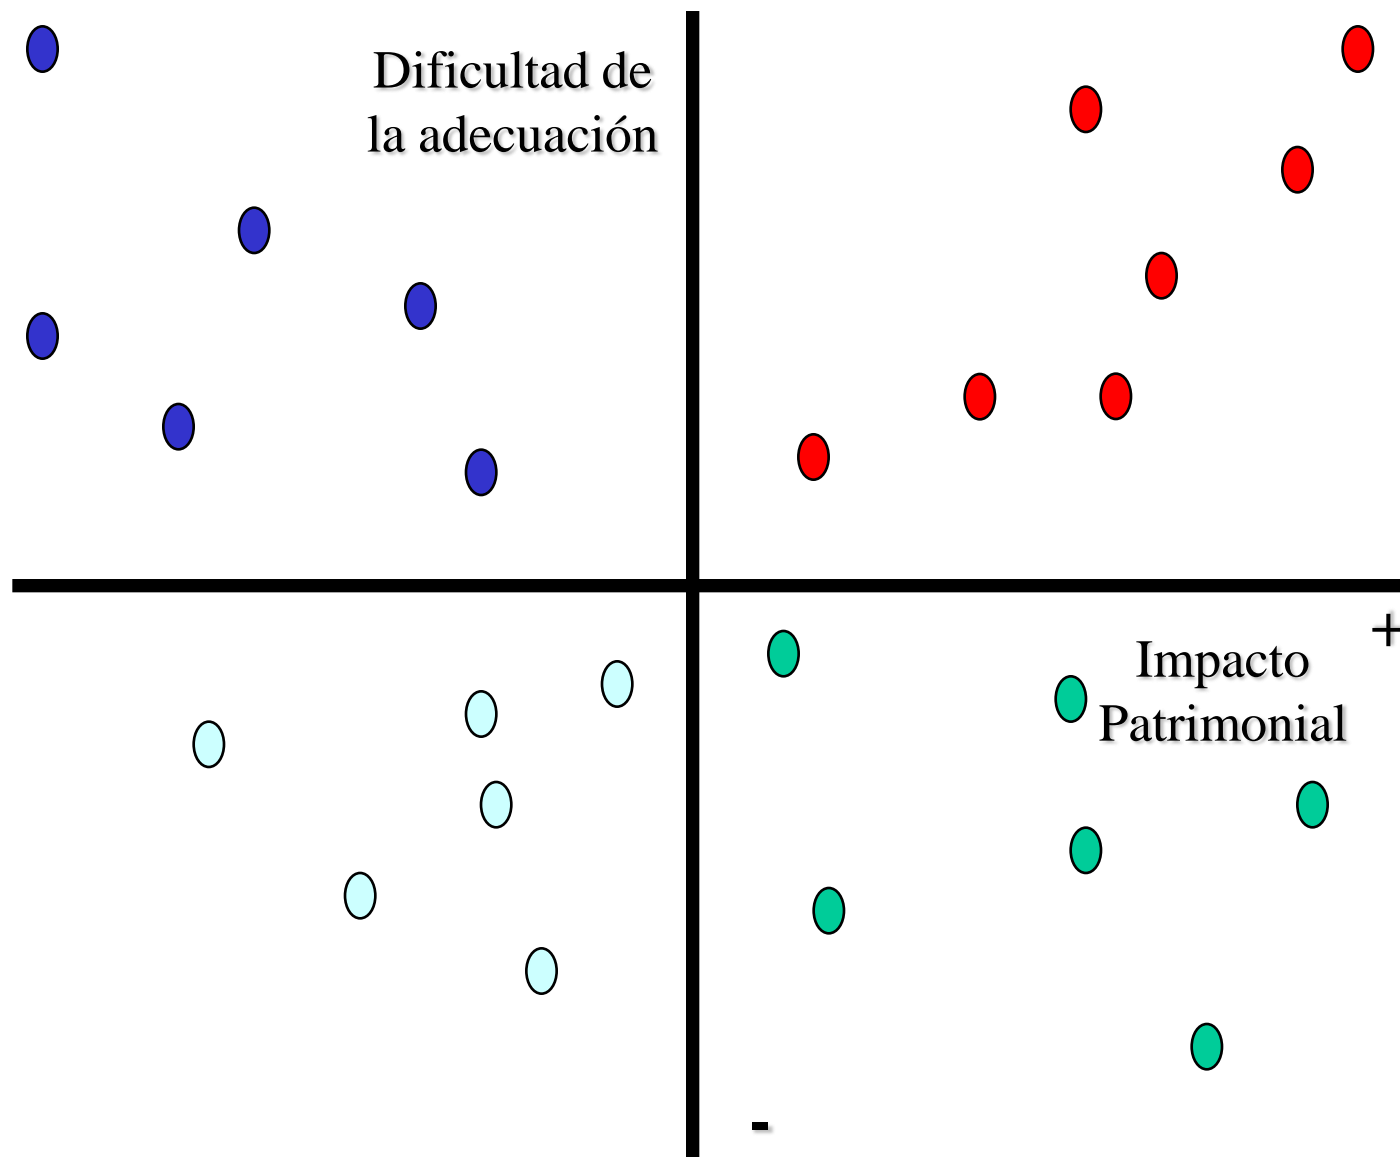 Dificultad de
la adecuación
+
Impacto
Patrimonial
-